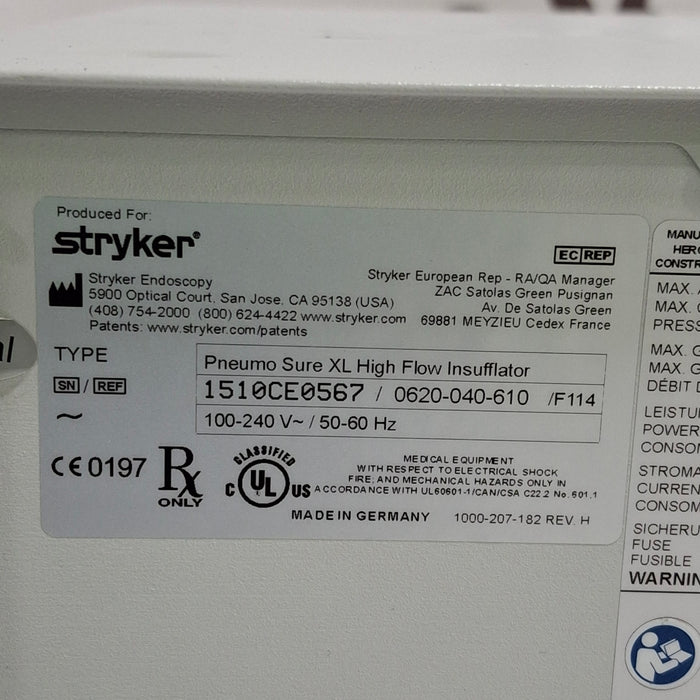 Produced For:
stryker®
EC REP
Stryker Endoscopy
5900 Optical Court, San Jose, CA 95138 (USA)
(408) 754-2000 (800) 624-4422 www.stryker.com
Patents: www.stryker.com/patents
Stryker European Rep - RA/QA Manager
ZAC Satolas Green Pusignan
Av. De Satolas Green
69881 MEYZIEU Cedex France
TYPE
Pneumo Sure XL High Flow Insufflator
SN / REF
1510CE0567 / 0620-040-610 /F114
~
100-240 V~ / 50-60 Hz
CE 0197
Rx
ONLY
CLASSIFIED
C UL US
MEDICAL EQUIPMENT
WITH RESPECT TO ELECTRICAL SHOCK
FIRE; AND MECHANICAL HAZARDS ONLY IN
ACCORDANCE WITH UL60601-1/CAN/CSA C22.2 No. 601.1
MADE IN GERMANY
1000-207-182 REV. H
MANU
HER
CONSTR
MAX.
MAX.
PRESS
MAX. G
MAX. G
DÉBIT D
LEISTU
POWER
CONSO
STROMA
CURREN
CONSOM
SICHERU
FUSE
FUSIBLE
WARNIN
al